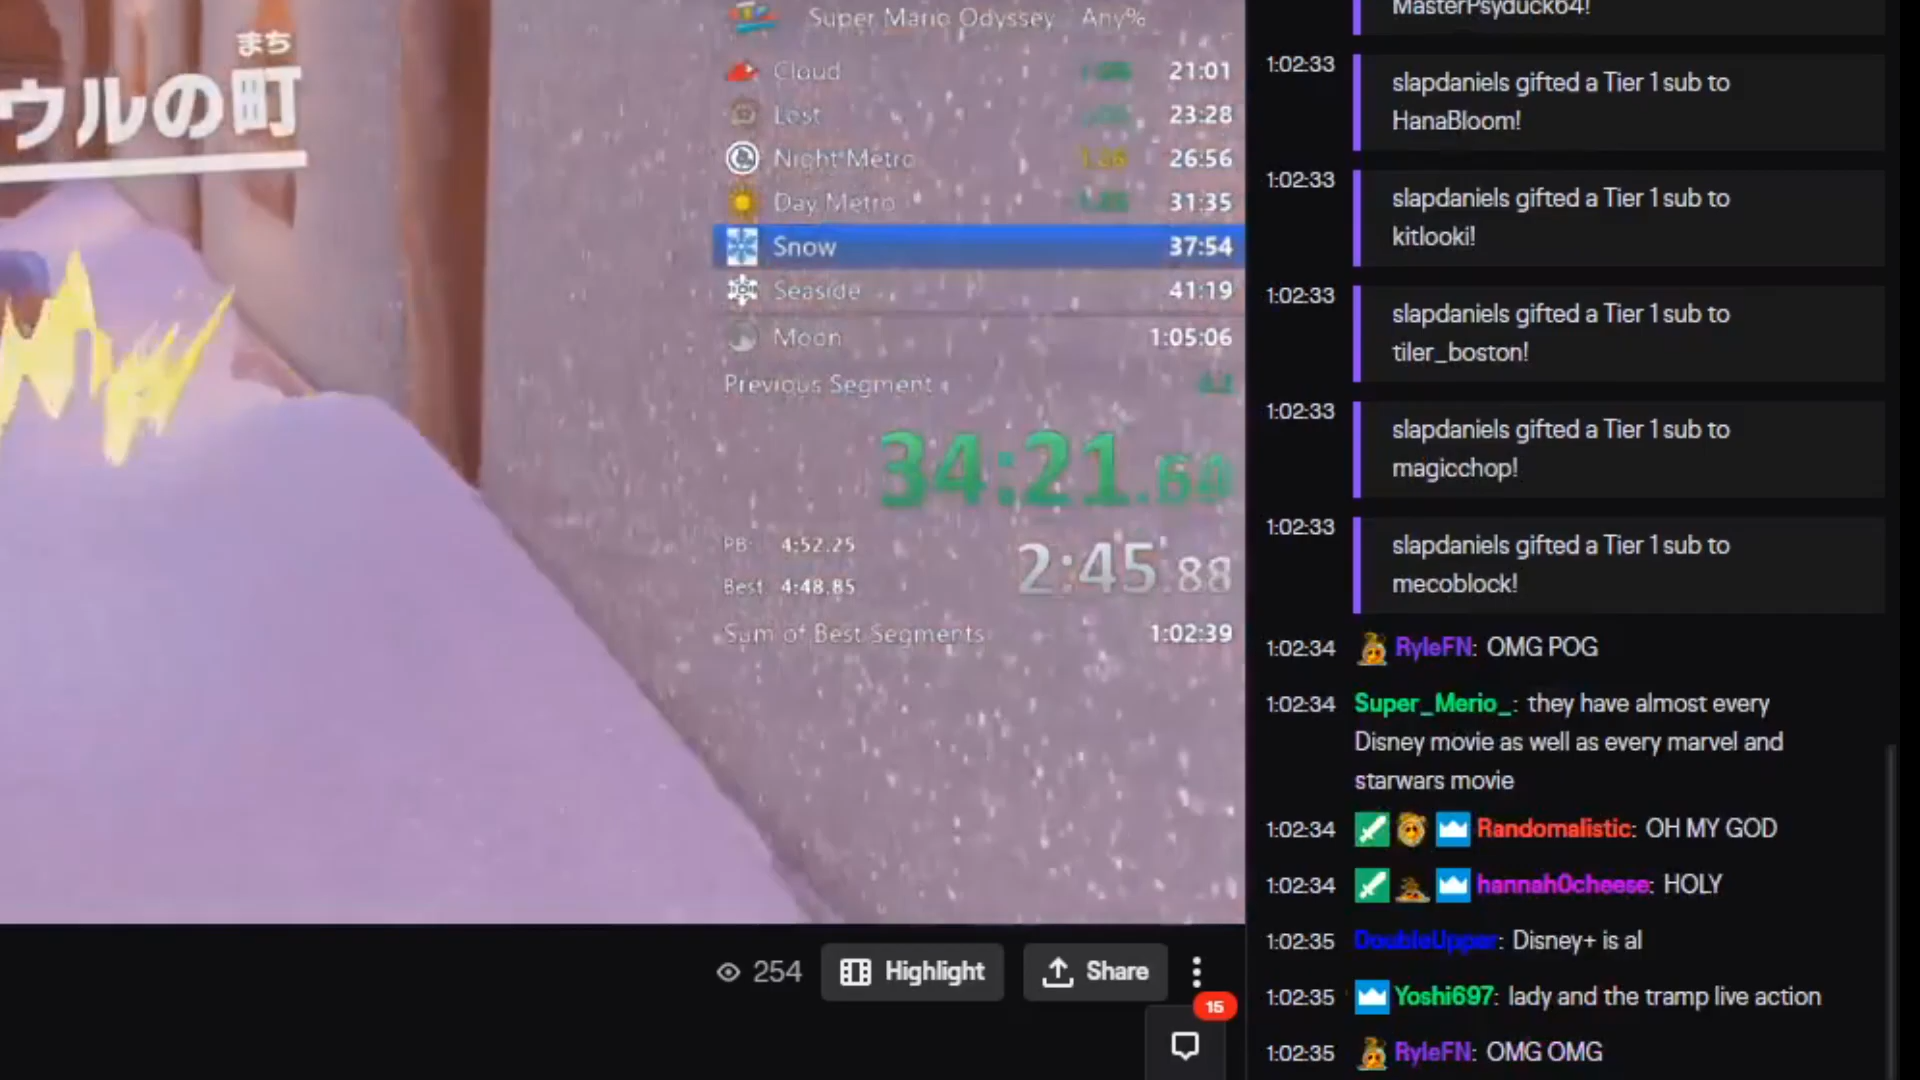 まち
ウルの町
Super Mario Odyssey Any%
Cloud 21:01
Lost 23:28
Night Metro 26:56
Day Metro 31:35
Snow 37:54
Seaside 41:19
Moon 1:05:06
Previous Segment
34:21.60
PB: 4:52.25
2:45.88
Best 4:48.85
Sum of Best Segments 1:02:39
254
Highlight
Share
15
MasterPsyduck64!
1:02:33
slapdaniels gifted a Tier 1 sub to
HanaBloom!
1:02:33
slapdaniels gifted a Tier 1 sub to
kitlooki!
1:02:33
slapdaniels gifted a Tier 1 sub to
tiler_boston!
1:02:33
slapdaniels gifted a Tier 1 sub to
magicchop!
1:02:33
slapdaniels gifted a Tier 1 sub to
mecoblock!
1:02:34 RyleFN: OMG POG
1:02:34 Super_Merio_: they have almost every
Disney movie as well as every marvel and
starwars movie
1:02:34 Randomalistic: OH MY GOD
1:02:34 hannah0cheese: HOLY
1:02:35 DoubleUpper: Disney+ is al
1:02:35 Yoshi697: lady and the tramp live action
1:02:35 RyleFN: OMG OMG